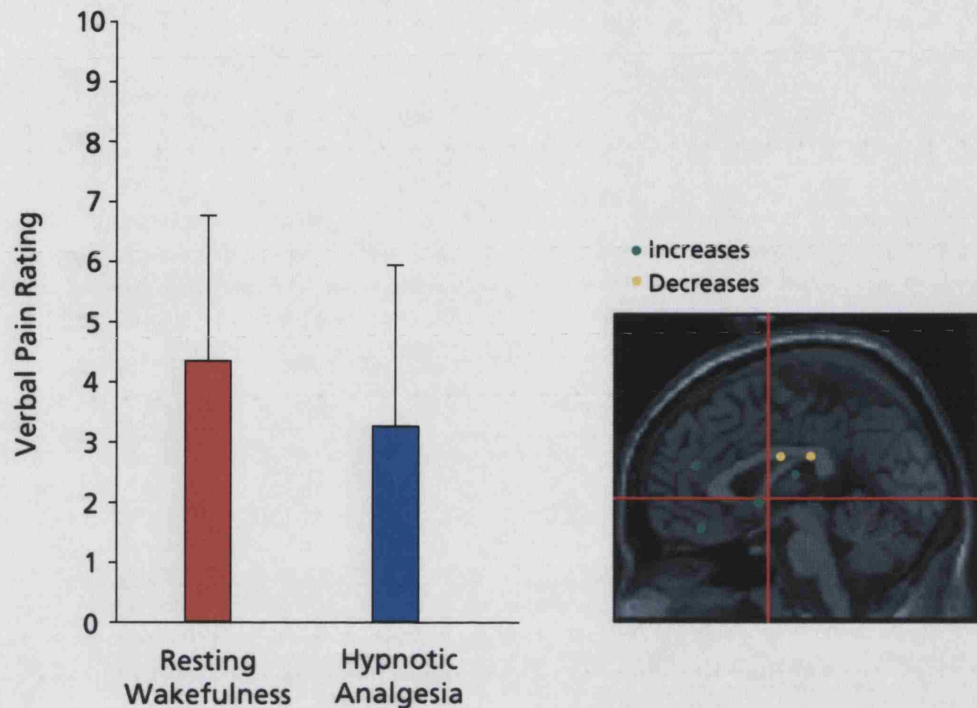 Verbal Pain Rating
10
9
8
7
6
5
4
3
2
1
0
Resting
Wakefulness
Hypnotic
Analgesia
Increases
Decreases